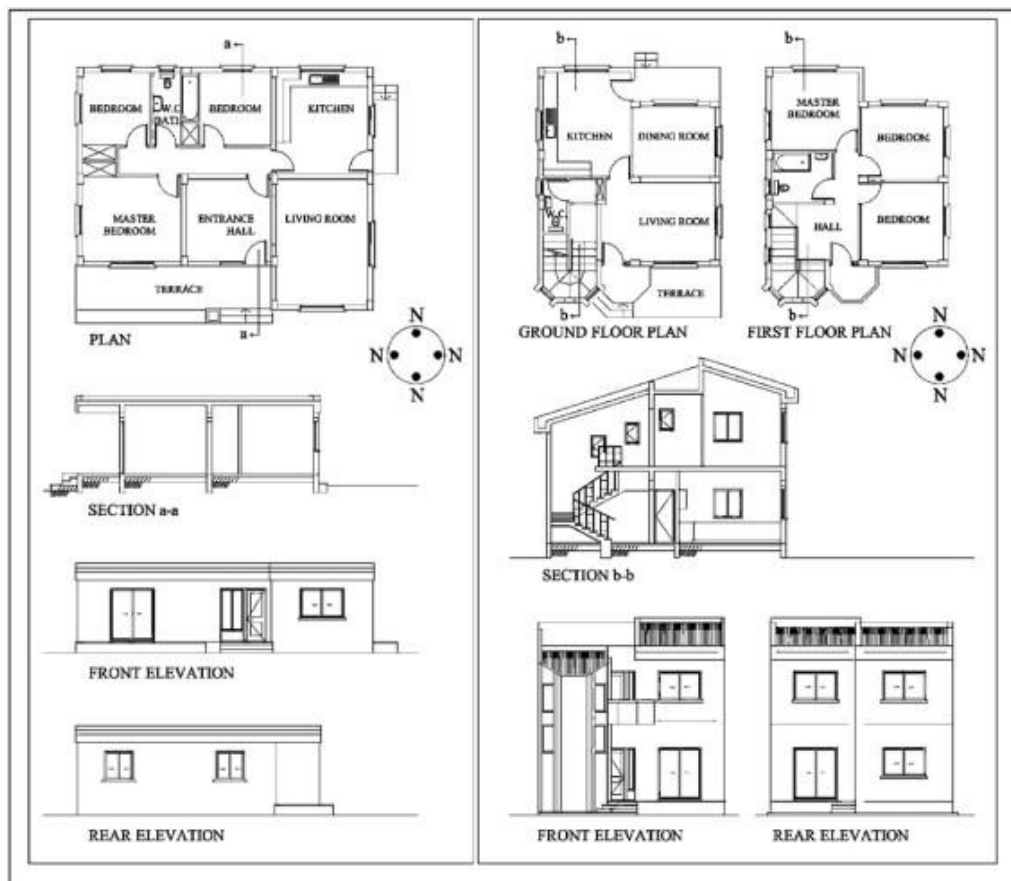 a
BEDROOM
W.C.
BATH
BEDROOM
KITCHEN
MASTER
BEDROOM
ENTRANCE
HALL
LIVING ROOM
TERRACE
a
PLAN
N
N
N
N
SECTION a-a
FRONT ELEVATION
REAR ELEVATION
b
KITCHEN
DINING ROOM
W.C.
LIVING ROOM
TERRACE
b
GROUND FLOOR PLAN
b
MASTER
BEDROOM
BEDROOM
HALL
BEDROOM
b
FIRST FLOOR PLAN
N
N
N
N
SECTION b-b
FRONT ELEVATION
REAR ELEVATION